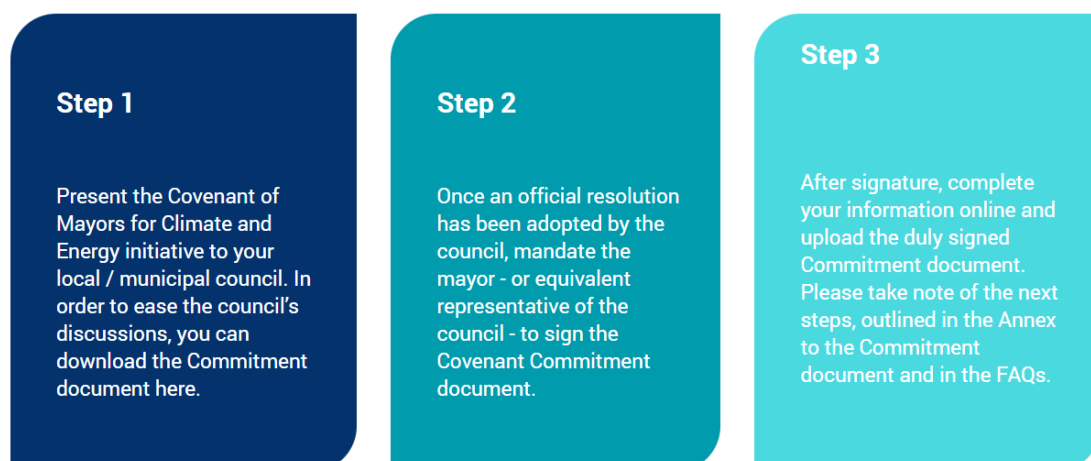 Step 1
Present the Covenant of
Mayors for Climate and
Energy initiative to your
local / municipal council. In
order to ease the council's
discussions, you can
download the Commitment
document here.
Step 2
Once an official resolution
has been adopted by the
council, mandate the
mayor - or equivalent
representative of the
council - to sign the
Covenant Commitment
document.
Step 3
After signature, complete
your information online and
upload the duly signed
Commitment document.
Please take note of the next
steps, outlined in the Annex
to the Commitment
document and in the FAQs.